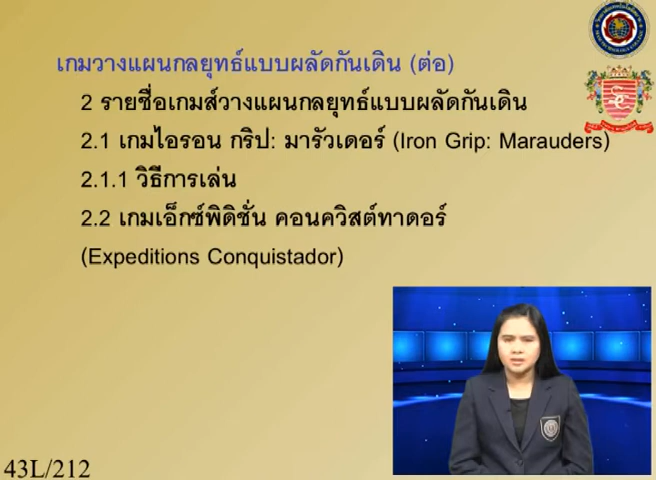 เกมวางแผนกลยุทธ์แบบผลัดกันเดิน (ต่อ)
2 รายชื่อเกมส์วางแผนกลยุทธ์แบบผลัดกันเดิน
2.1 เกมไอรอน กริป: มารัวเดอร์ (Iron Grip: Marauders)
2.1.1 วิธีการเล่น
2.2 เกมเอ็กซ์พิดิชั่น คอนควิสต์ทาดอร์
(Expeditions Conquistador)
43L/212